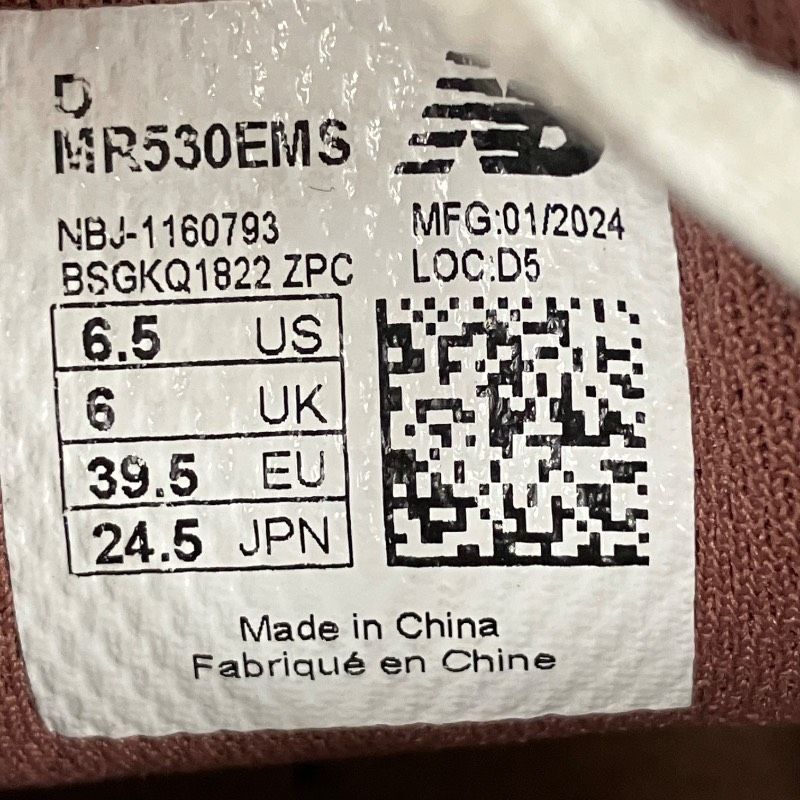 D
MR530EMS
NBJ-1160793
BSGKQ1822 ZPC
MFG:01/2024
LOC:D5
6.5 US
6 UK
39.5 EU
24.5 JPN
Made in China
Fabriqué en Chine